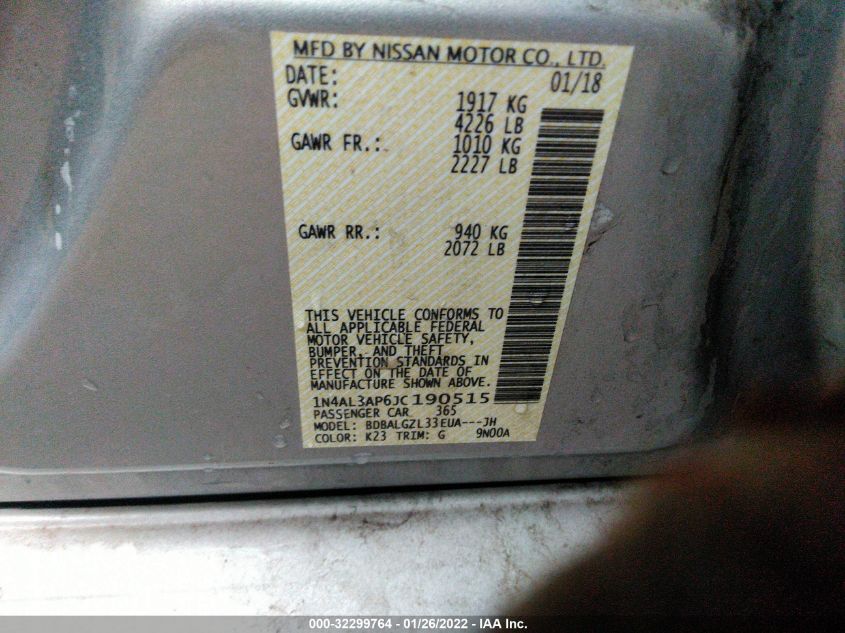 MFD BY NISSAN MOTOR CO., LTD.
DATE: 01/18
GVWR: 1917 KG
4226 LB
GAWR FR.: 1010 KG
2227 LB
GAWR RR.: 940 KG
2072 LB
THIS VEHICLE CONFORMS TO
ALL APPLICABLE FEDERAL
MOTOR VEHICLE SAFETY,
BUMPER, AND THEFT
PREVENTION STANDARDS IN
EFFECT ON THE DATE OF
MANUFACTURE SHOWN ABOVE.
1N4AL3AP6JC190515
PASSENGER CAR 365
MODEL: BDBALGZL33EUA---JH
COLOR: K23 TRIM: G 9N00A
000-32299764 - 01/26/2022 - IAA Inc.